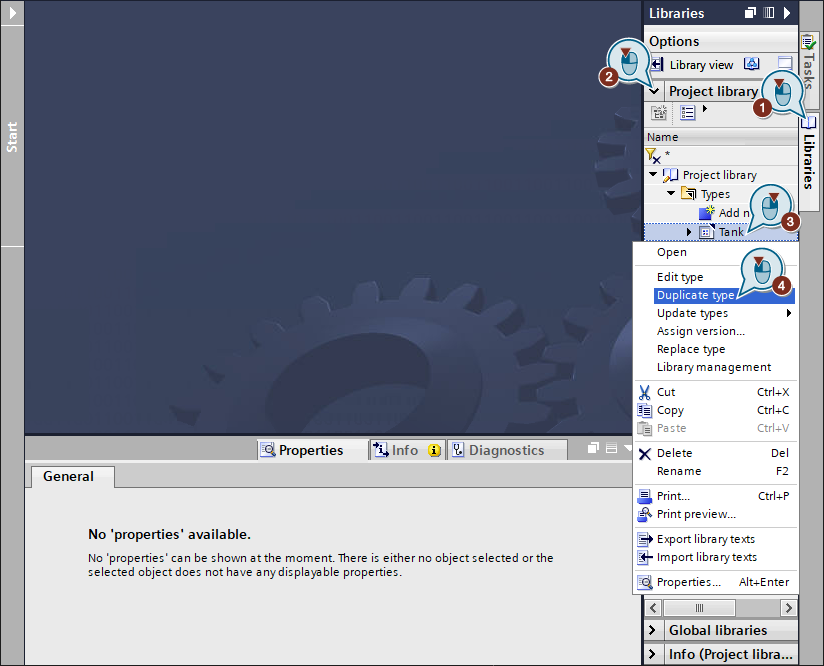 Libraries
Options
Library view
Project library
Name
*
Project library
Types
Add n
Tank
1
2
3
4
Start
Tasks
Libraries
Open
Edit type
Duplicate type
Update types
Assign version...
Replace type
Library management
Cut Ctrl+X
Copy Ctrl+C
Paste Ctrl+V
Delete Del
Rename F2
Print... Ctrl+P
Print preview...
Export library texts
Import library texts
Properties... Alt+Enter
Global libraries
Info (Project libra...
Properties
Info
Diagnostics
General
No 'properties' available.
No 'properties' can be shown at the moment. There is either no object selected or the
selected object does not have any displayable properties.